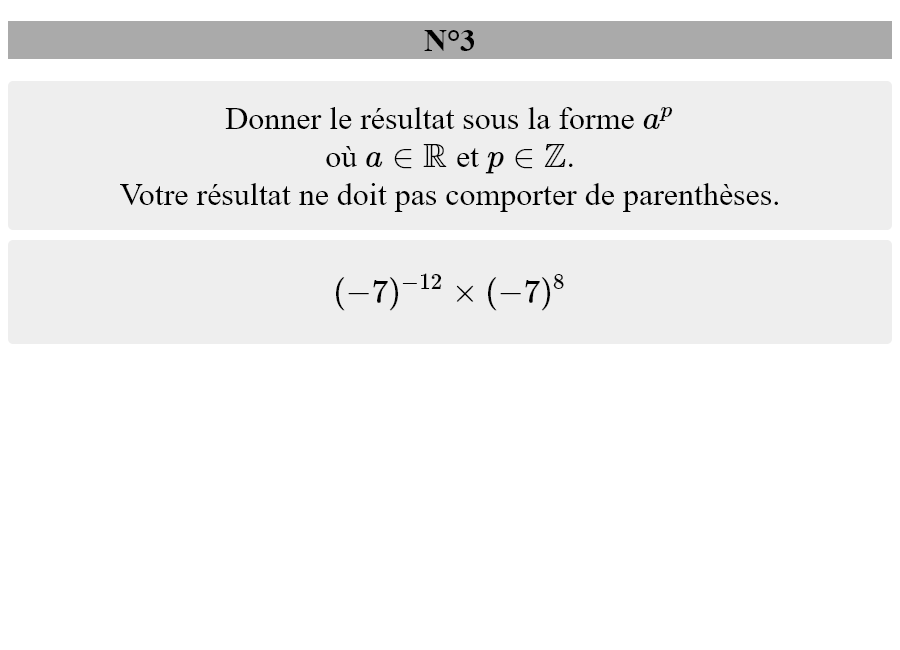 N°3
Donner le résultat sous la forme $a^p$
où $a \in \mathbb{R}$ et $p \in \mathbb{Z}$.
Votre résultat ne doit pas comporter de parenthèses.
$(-7)^{-12} \times (-7)^8$